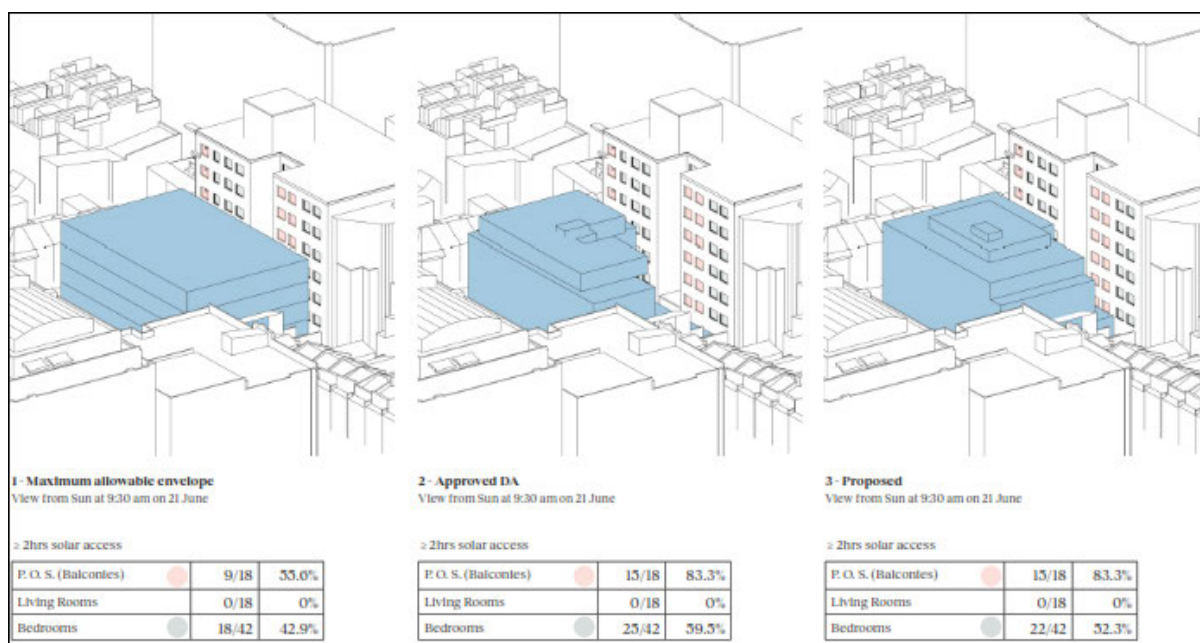 1 - Maximum allowable envelope
View from Sun at 9:30 am on 21 June
≥ 2hrs solar access
P. O. S. (Balconies) 9/18 55.6%
Living Rooms 0/18 0%
Bedrooms 18/42 42.9%
2 - Approved DA
View from Sun at 9:30 am on 21 June
≥ 2hrs solar access
P. O. S. (Balconies) 15/18 83.3%
Living Rooms 0/18 0%
Bedrooms 25/42 59.5%
3 - Proposed
View from Sun at 9:30 am on 21 June
≥ 2hrs solar access
P. O. S. (Balconies) 15/18 83.3%
Living Rooms 0/18 0%
Bedrooms 22/42 52.3%